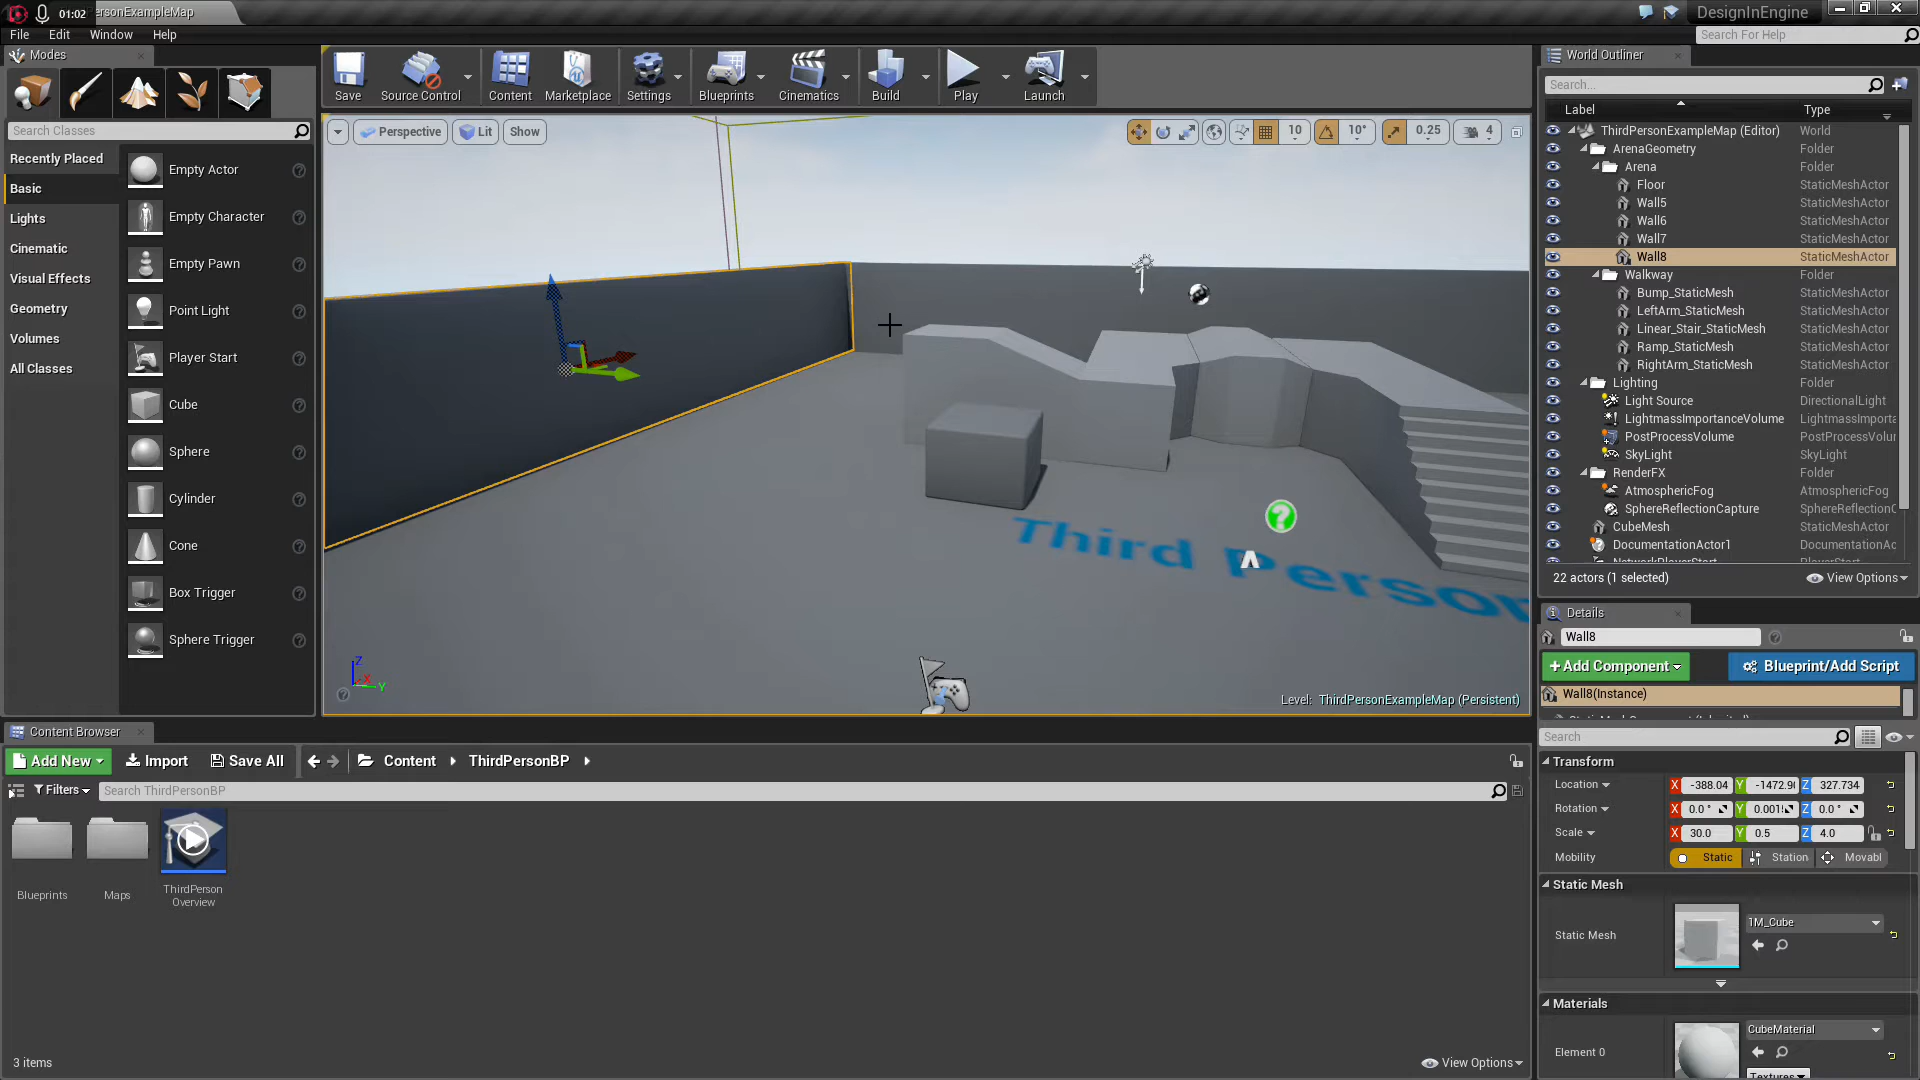 01:02
PersonExampleMap
DesignInEngine
File Edit Window Help
Search For Help
Modes
Save
Source Control
Content
Marketplace
Settings
Blueprints
Cinematics
Build
Play
Launch
World Outliner
Search...
Label Type
Search Classes
Recently Placed
Basic
Lights
Cinematic
Visual Effects
Geometry
Volumes
All Classes
Empty Actor
Empty Character
Empty Pawn
Point Light
Player Start
Cube
Sphere
Cylinder
Cone
Box Trigger
Sphere Trigger
Perspective Lit Show
10 10° 0.25 4
Third Person
Z
X
Y
Level: ThirdPersonExampleMap (Persistent)
ThirdPersonExampleMap (Editor) World
ArenaGeometry Folder
Arena Folder
Floor StaticMeshActor
Wall5 StaticMeshActor
Wall6 StaticMeshActor
Wall7 StaticMeshActor
Wall8 StaticMeshActor
Walkway Folder
Bump_StaticMesh StaticMeshActor
LeftArm_StaticMesh StaticMeshActor
Linear_Stair_StaticMesh StaticMeshActor
Ramp_StaticMesh StaticMeshActor
RightArm_StaticMesh StaticMeshActor
Lighting Folder
Light Source DirectionalLight
LightmassImportanceVolume LightmassImporta
PostProcessVolume PostProcessVolur
SkyLight SkyLight
RenderFX Folder
AtmosphericFog AtmosphericFog
SphereReflectionCapture SphereReflectionC
CubeMesh StaticMeshActor
DocumentationActor1 DocumentationAc
NetworkPlayerStart PlayerStart
22 actors (1 selected)
View Options
Details
Wall8
+Add Component
Blueprint/Add Script
Wall8(Instance)
Search
Transform
Location X -388.04 Y -1472.9 Z 327.734
Rotation X 0.0 ° Y 0.001 Z 0.0 °
Scale X 30.0 Y 0.5 Z 4.0
Mobility Static Station Movabl
Static Mesh
Static Mesh
1M_Cube
Materials
Element 0
CubeMaterial
Textures
Content Browser
Add New Import Save All Content ThirdPersonBP
Filters Search ThirdPersonBP
Blueprints
Maps
ThirdPerson
Overview
3 items
View Options